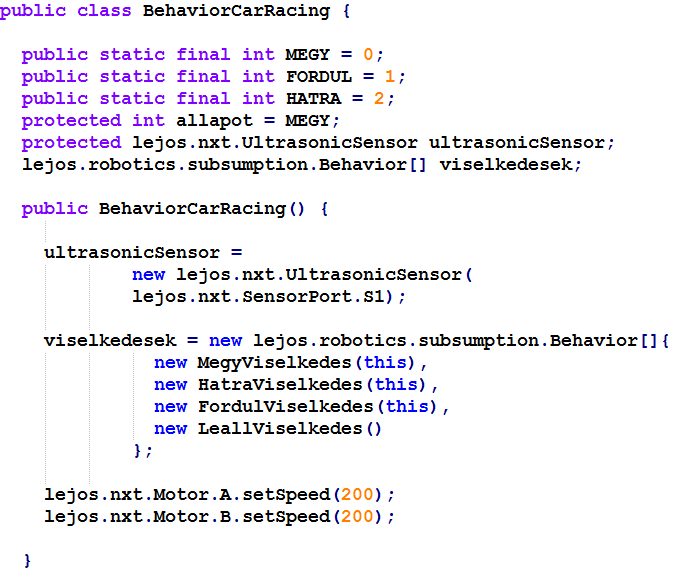 public class BehaviorCarRacing {
public static final int MEGY = 0;
public static final int FORDUL = 1;
public static final int HATRA = 2;
protected int allapot = MEGY;
protected lejos.nxt.UltrasonicSensor ultrasonicSensor;
lejos.robotics.subsumption.Behavior[] viselkedesek;
public BehaviorCarRacing() {
ultrasonicSensor =
new lejos.nxt.UltrasonicSensor(
lejos.nxt.SensorPort.S1);
viselkedesek = new lejos.robotics.subsumption.Behavior[]{
new MegyViselkedes(this),
new HatraViselkedes(this),
new FordulViselkedes(this),
new LeallViselkedes()
};
lejos.nxt.Motor.A.setSpeed(200);
lejos.nxt.Motor.B.setSpeed(200);
}